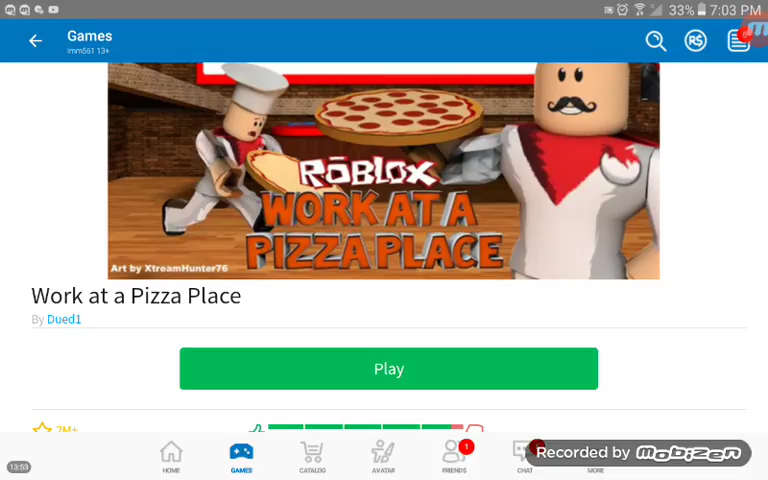 33% 7:03 PM
Games
imm561 13+
R$
ROBLOX
WORK AT A
PIZZA PLACE
Art by XtreamHunter76
Work at a Pizza Place
By Dued1
Play
2M+
13:53
HOME
GAMES
CATALOG
AVATAR
1
FRIENDS
CHAT
MORE
Recorded by mobizen